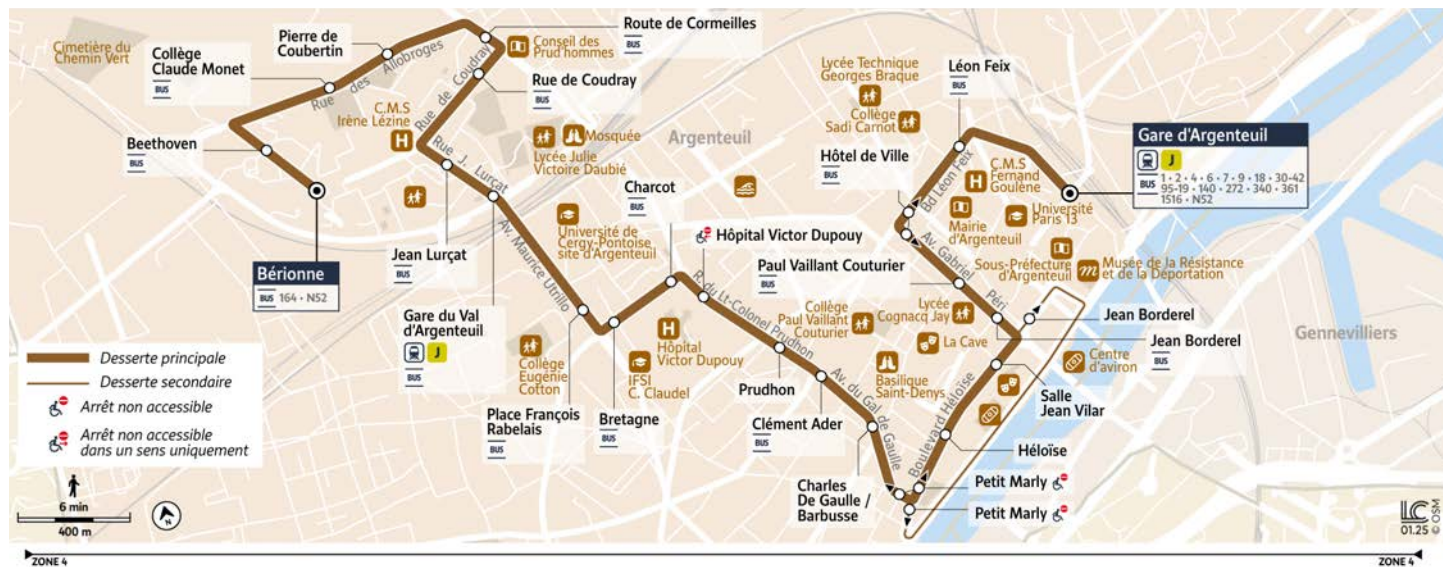 Cimetière du
Chemin Vert
Collège
Claude Monet
BUS
Pierre de
Coubertin
Rue des Allobroges
Route de Cormeilles
BUS
Conseil des
Prud'hommes
Rue de Coudray
BUS
Rue de Coudray
C.M.S
Irène Lézine
H
Beethoven
BUS
Rue J. Lurçat
Lycée Julie
Victoire Daubié
Mosquée
Argenteuil
Bérionne
BUS 164 • N52
Jean Lurçat
BUS
Av. Maurice Utrillo
Université de
Cergy-Pontoise
site d'Argenteuil
Charcot
BUS
Hôpital Victor Dupouy
Gare du Val
d'Argenteuil
J
BUS
Collège
Eugénie
Cotton
Place François
Rabelais
BUS
Bretagne
BUS
H
Hôpital
Victor Dupouy
IFSI
C. Claudel
R. du Lt-Colonel Prudhon
Prudhon
Clément Ader
BUS
Av. du Gal de Gaulle
Charles
De Gaulle /
Barbusse
Lycée Technique
Georges Braque
Collège
Sadi Carnot
Léon Feix
BUS
Hôtel de Ville
BUS
Bd Léon Feix
C.M.S
Fernand
Goulène
H
Mairie
d'Argenteuil
Université
Paris 13
Gare d'Argenteuil
J
BUS 1 • 2 • 4 • 6 • 7 • 9 • 18 • 30-42
95-19 • 140 • 272 • 340 • 361
1516 • N52
Av. Gabriel Péri
Paul Vaillant Couturier
BUS
Sous-Préfecture
d'Argenteuil
m
Musée de la Résistance
et de la Déportation
Collège
Paul Vaillant
Couturier
Lycée
Cognacq Jay
La Cave
Basilique
Saint-Denys
Jean Borderel
Jean Borderel
BUS
Centre
d'aviron
Gennevilliers
Salle
Jean Vilar
Boulevard Héloïse
Héloïse
Petit Marly
Petit Marly
Desserte principale
Desserte secondaire
Arrêt non accessible
Arrêt non accessible
dans un sens uniquement
6 min
400 m
N
LC
01.25
© OSM
ZONE 4
ZONE 4